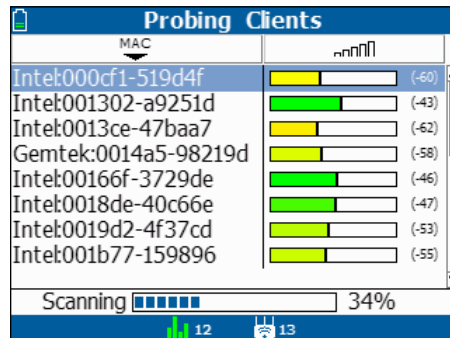 Probing Clients
MAC
Intel:000cf1-519d4f (-60)
Intel:001302-a9251d (-43)
Intel:0013ce-47baa7 (-62)
Gemtek:0014a5-98219d (-58)
Intel:00166f-3729de (-46)
Intel:0018de-40c66e (-47)
Intel:0019d2-4f37cd (-53)
Intel:001b77-159896 (-55)
Scanning 34%
12 13